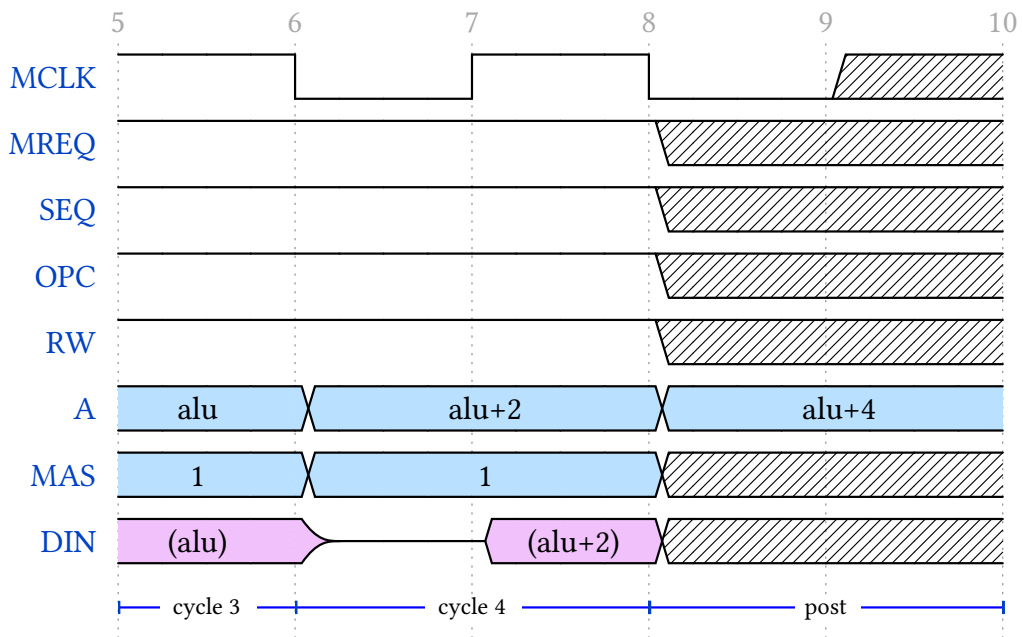 5 6 7 8 9 10
MCLK
MREQ
SEQ
OPC
RW
A alu alu+2 alu+4
MAS 1 1
DIN (alu) (alu+2)
cycle 3 cycle 4 post